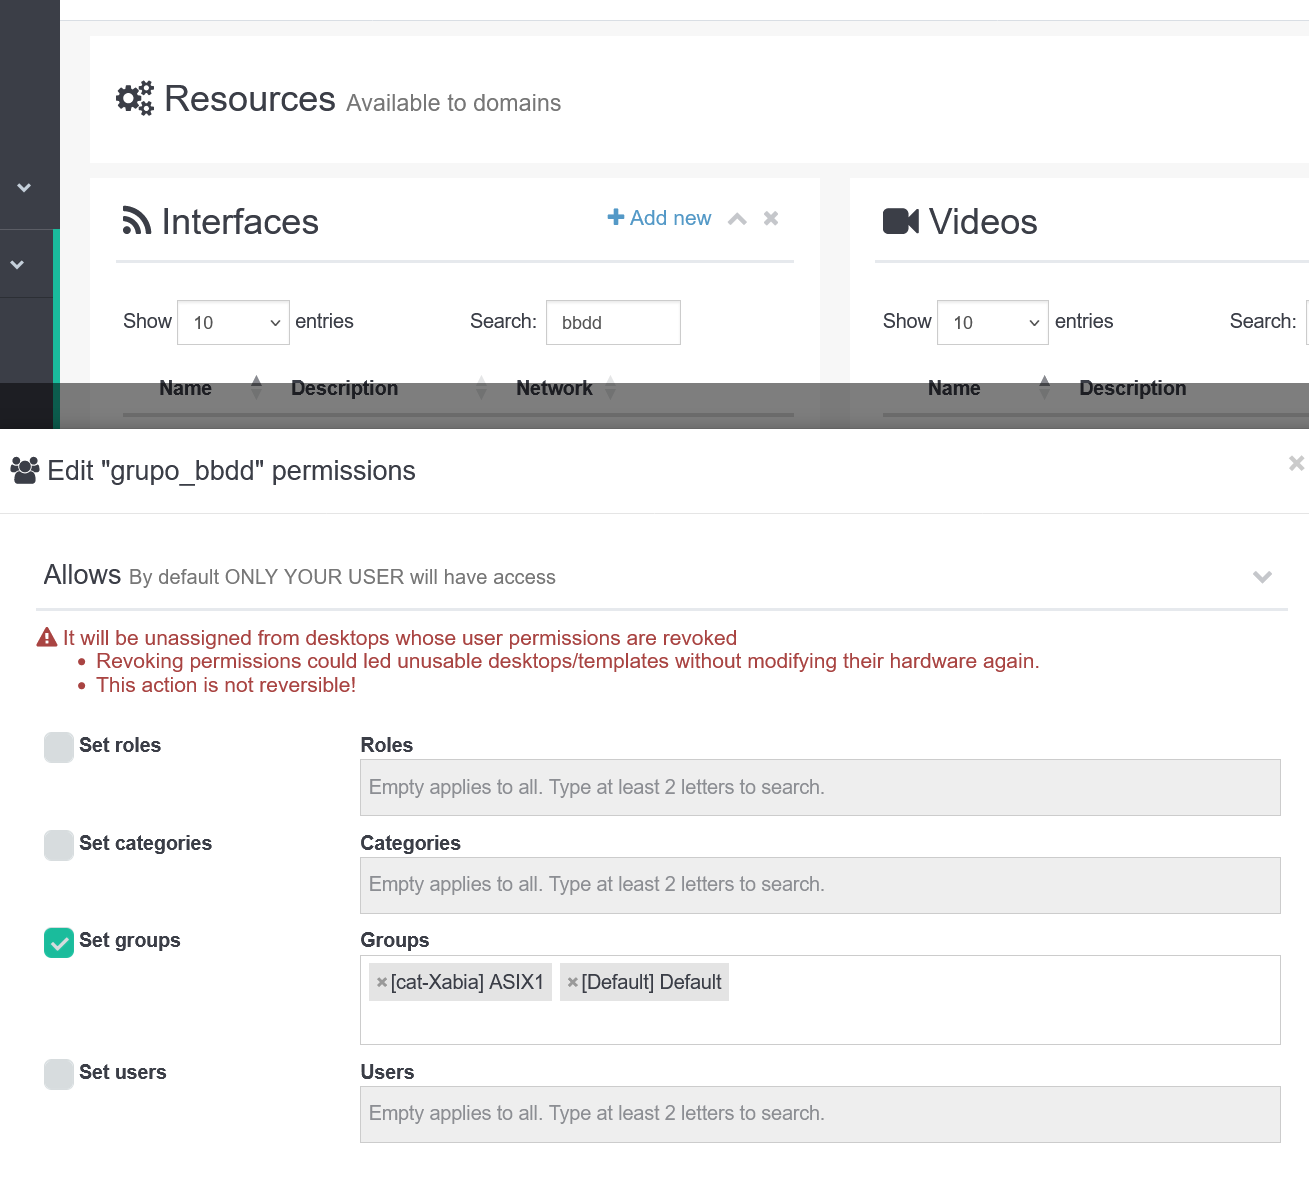 Resources Available to domains
Interfaces
Add new
Videos
Show 10 entries
Search: bbdd
Show 10 entries
Search:
Name Description Network
Name Description
Edit "grupo_bbdd" permissions
Allows By default ONLY YOUR USER will have access
It will be unassigned from desktops whose user permissions are revoked
Revoking permissions could led unusable desktops/templates without modifying their hardware again.
This action is not reversible!
Set roles
Roles
Empty applies to all. Type at least 2 letters to search.
Set categories
Categories
Empty applies to all. Type at least 2 letters to search.
Set groups
Groups
[cat-Xabia] ASIX1
[Default] Default
Set users
Users
Empty applies to all. Type at least 2 letters to search.